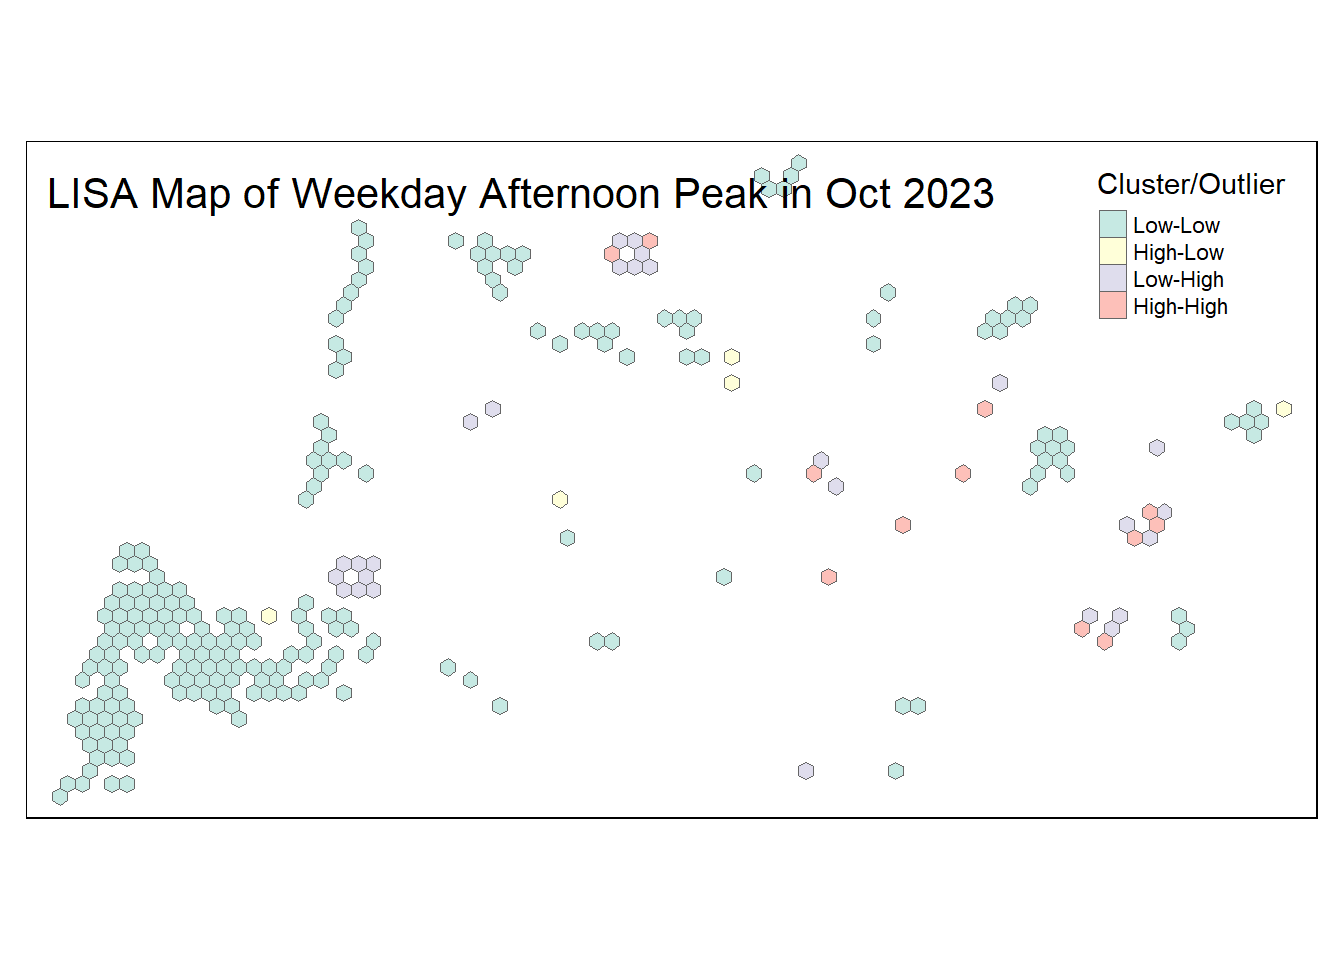 LISA Map of Weekday Afternoon Peak in Oct 2023
Cluster/Outlier
Low-Low
High-Low
Low-High
High-High